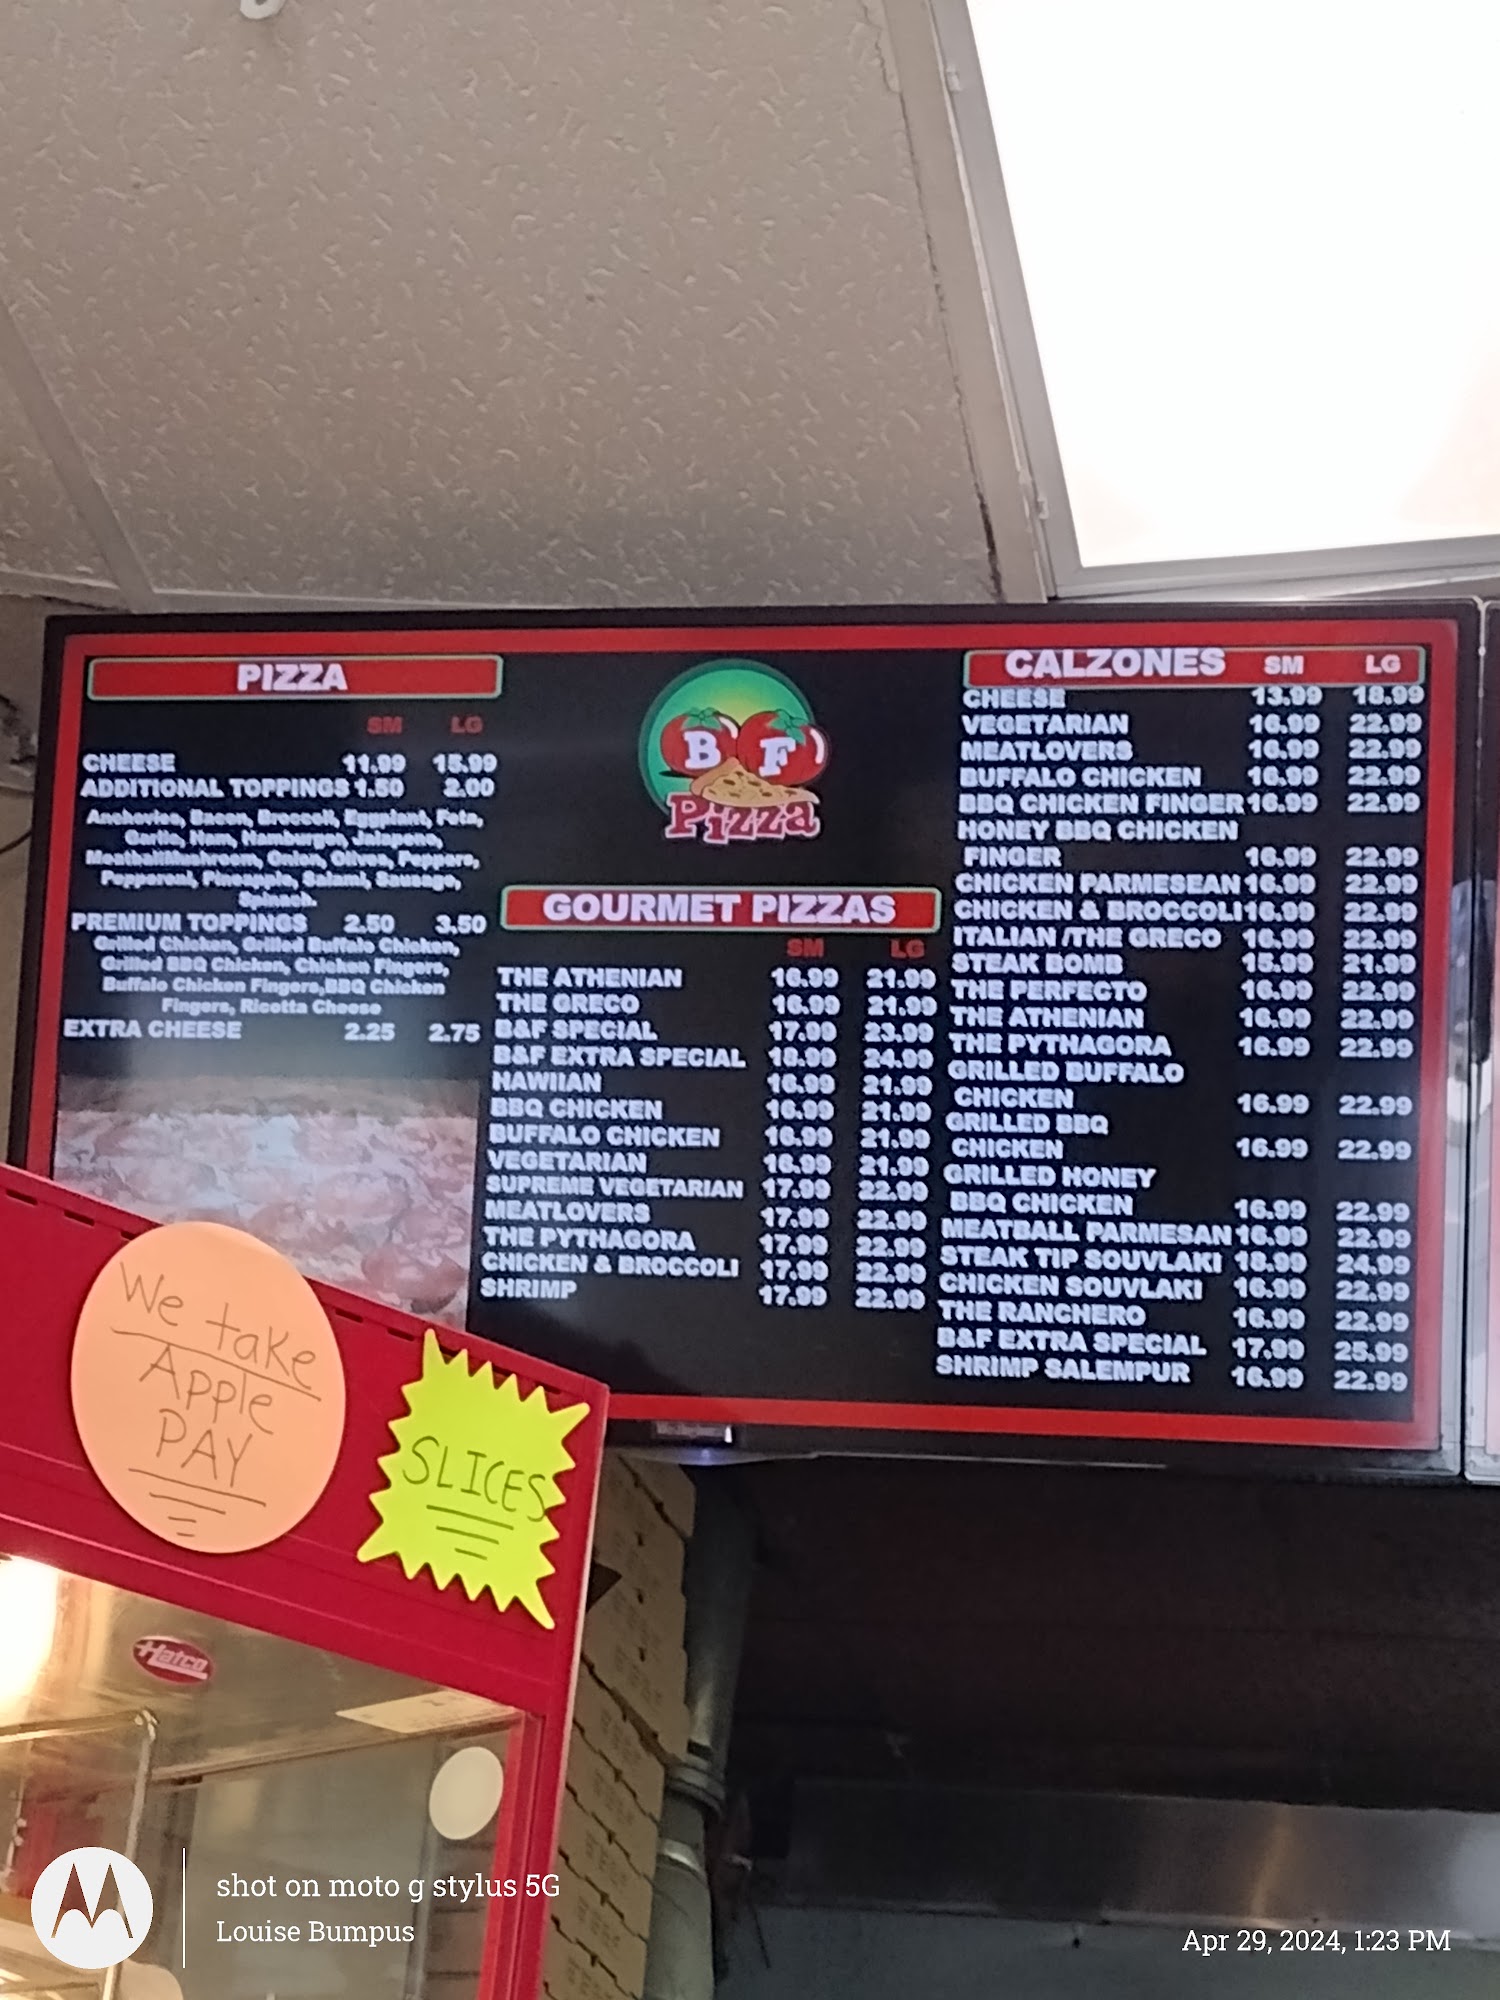 PIZZA
SM LG
CHEESE 11.99 15.99
ADDITIONAL TOPPINGS 1.50 2.00
Anchovies, Bacon, Broccoli, Eggplant, Feta,
Garlic, Ham, Hamburger, Jalapeno,
MeatballMushroom, Onion, Olives, Peppers,
Pepperoni, Pineapple, Salami, Sausage,
Spinach.
PREMIUM TOPPINGS 2.50 3.50
Grilled Chicken, Grilled Buffalo Chicken,
Grilled BBQ Chicken, Chicken Fingers,
Buffalo Chicken Fingers,BBQ Chicken
Fingers, Ricotta Cheese
EXTRA CHEESE 2.25 2.75
B F
Pizza
GOURMET PIZZAS
SM LG
THE ATHENIAN 16.99 21.99
THE GRECO 16.99 21.99
B&F SPECIAL 17.99 23.99
B&F EXTRA SPECIAL 18.99 24.99
HAWIIAN 16.99 21.99
BBQ CHICKEN 16.99 21.99
BUFFALO CHICKEN 16.99 21.99
VEGETARIAN 16.99 21.99
SUPREME VEGETARIAN 17.99 22.99
MEATLOVERS 17.99 22.99
THE PYTHAGORA 17.99 22.99
CHICKEN & BROCCOLI 17.99 22.99
SHRIMP 17.99 22.99
CALZONES SM LG
CHEESE 13.99 18.99
VEGETARIAN 16.99 22.99
MEATLOVERS 16.99 22.99
BUFFALO CHICKEN 16.99 22.99
BBQ CHICKEN FINGER 16.99 22.99
HONEY BBQ CHICKEN
FINGER 16.99 22.99
CHICKEN PARMESEAN 16.99 22.99
CHICKEN & BROCCOLI 16.99 22.99
ITALIAN /THE GRECO 16.99 22.99
STEAK BOMB 15.99 21.99
THE PERFECTO 16.99 22.99
THE ATHENIAN 16.99 22.99
THE PYTHAGORA 16.99 22.99
GRILLED BUFFALO
CHICKEN 16.99 22.99
GRILLED BBQ
CHICKEN 16.99 22.99
GRILLED HONEY
BBQ CHICKEN 16.99 22.99
MEATBALL PARMESAN 16.99 22.99
STEAK TIP SOUVLAKI 18.99 24.99
CHICKEN SOUVLAKI 16.99 22.99
THE RANCHERO 16.99 22.99
B&F EXTRA SPECIAL 17.99 25.99
SHRIMP SALEMPUR 16.99 22.99
We take
Apple
PAY
SLICES
Hatco
shot on moto g stylus 5G
Louise Bumpus
Apr 29, 2024, 1:23 PM